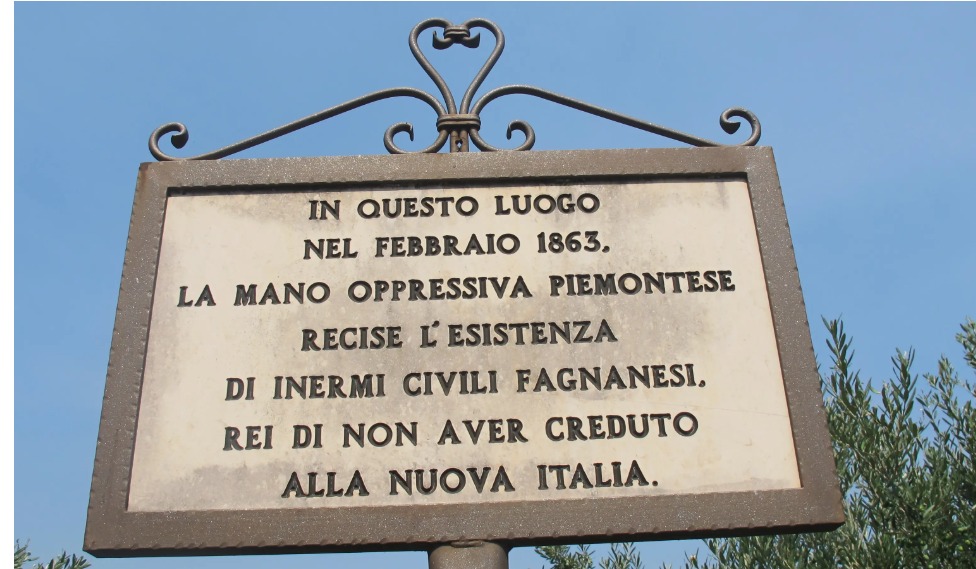 IN QUESTO LUOGO
NEL FEBBRAIO 1863,
LA MANO OPPRESSIVA PIEMONTESE
RECISE L'ESISTENZA
DI INERMI CIVILI FAGNANESI,
REI DI NON AVER CREDUTO
ALLA NUOVA ITALIA.